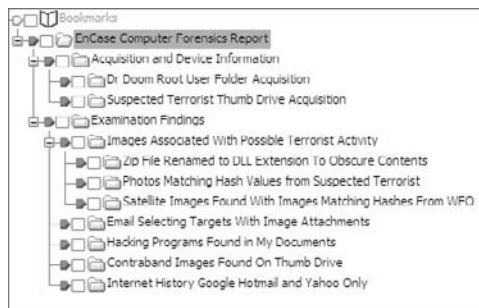 Bookmarks
EnCase Computer Forensics Report
Acquisition and Device Information
Dr Doom Root User Folder Acquisition
Suspected Terrorist Thumb Drive Acquisition
Examination Findings
Images Associated With Possible Terrorist Activity
Zip File Renamed to DLL Extension To Obscure Contents
Photos Matching Hash Values from Suspected Terrorist
Satellite Images Found With Images Matching Hashes From WFO
Email Selecting Targets With Image Attachments
Hacking Programs Found in My Documents
Contraband Images Found On Thumb Drive
Internet History Google Hotmail and Yahoo Only